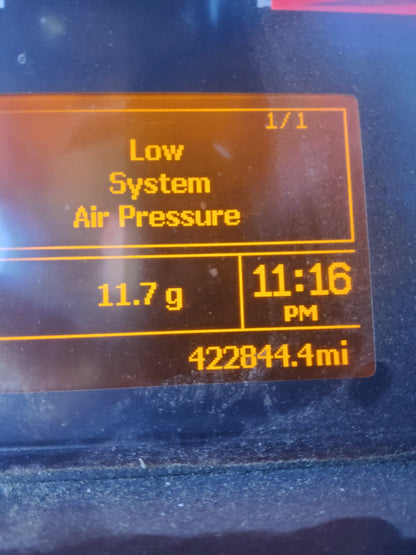 1/1
Low
System
Air Pressure
11.7 g
11:16
PM
422844.4mi